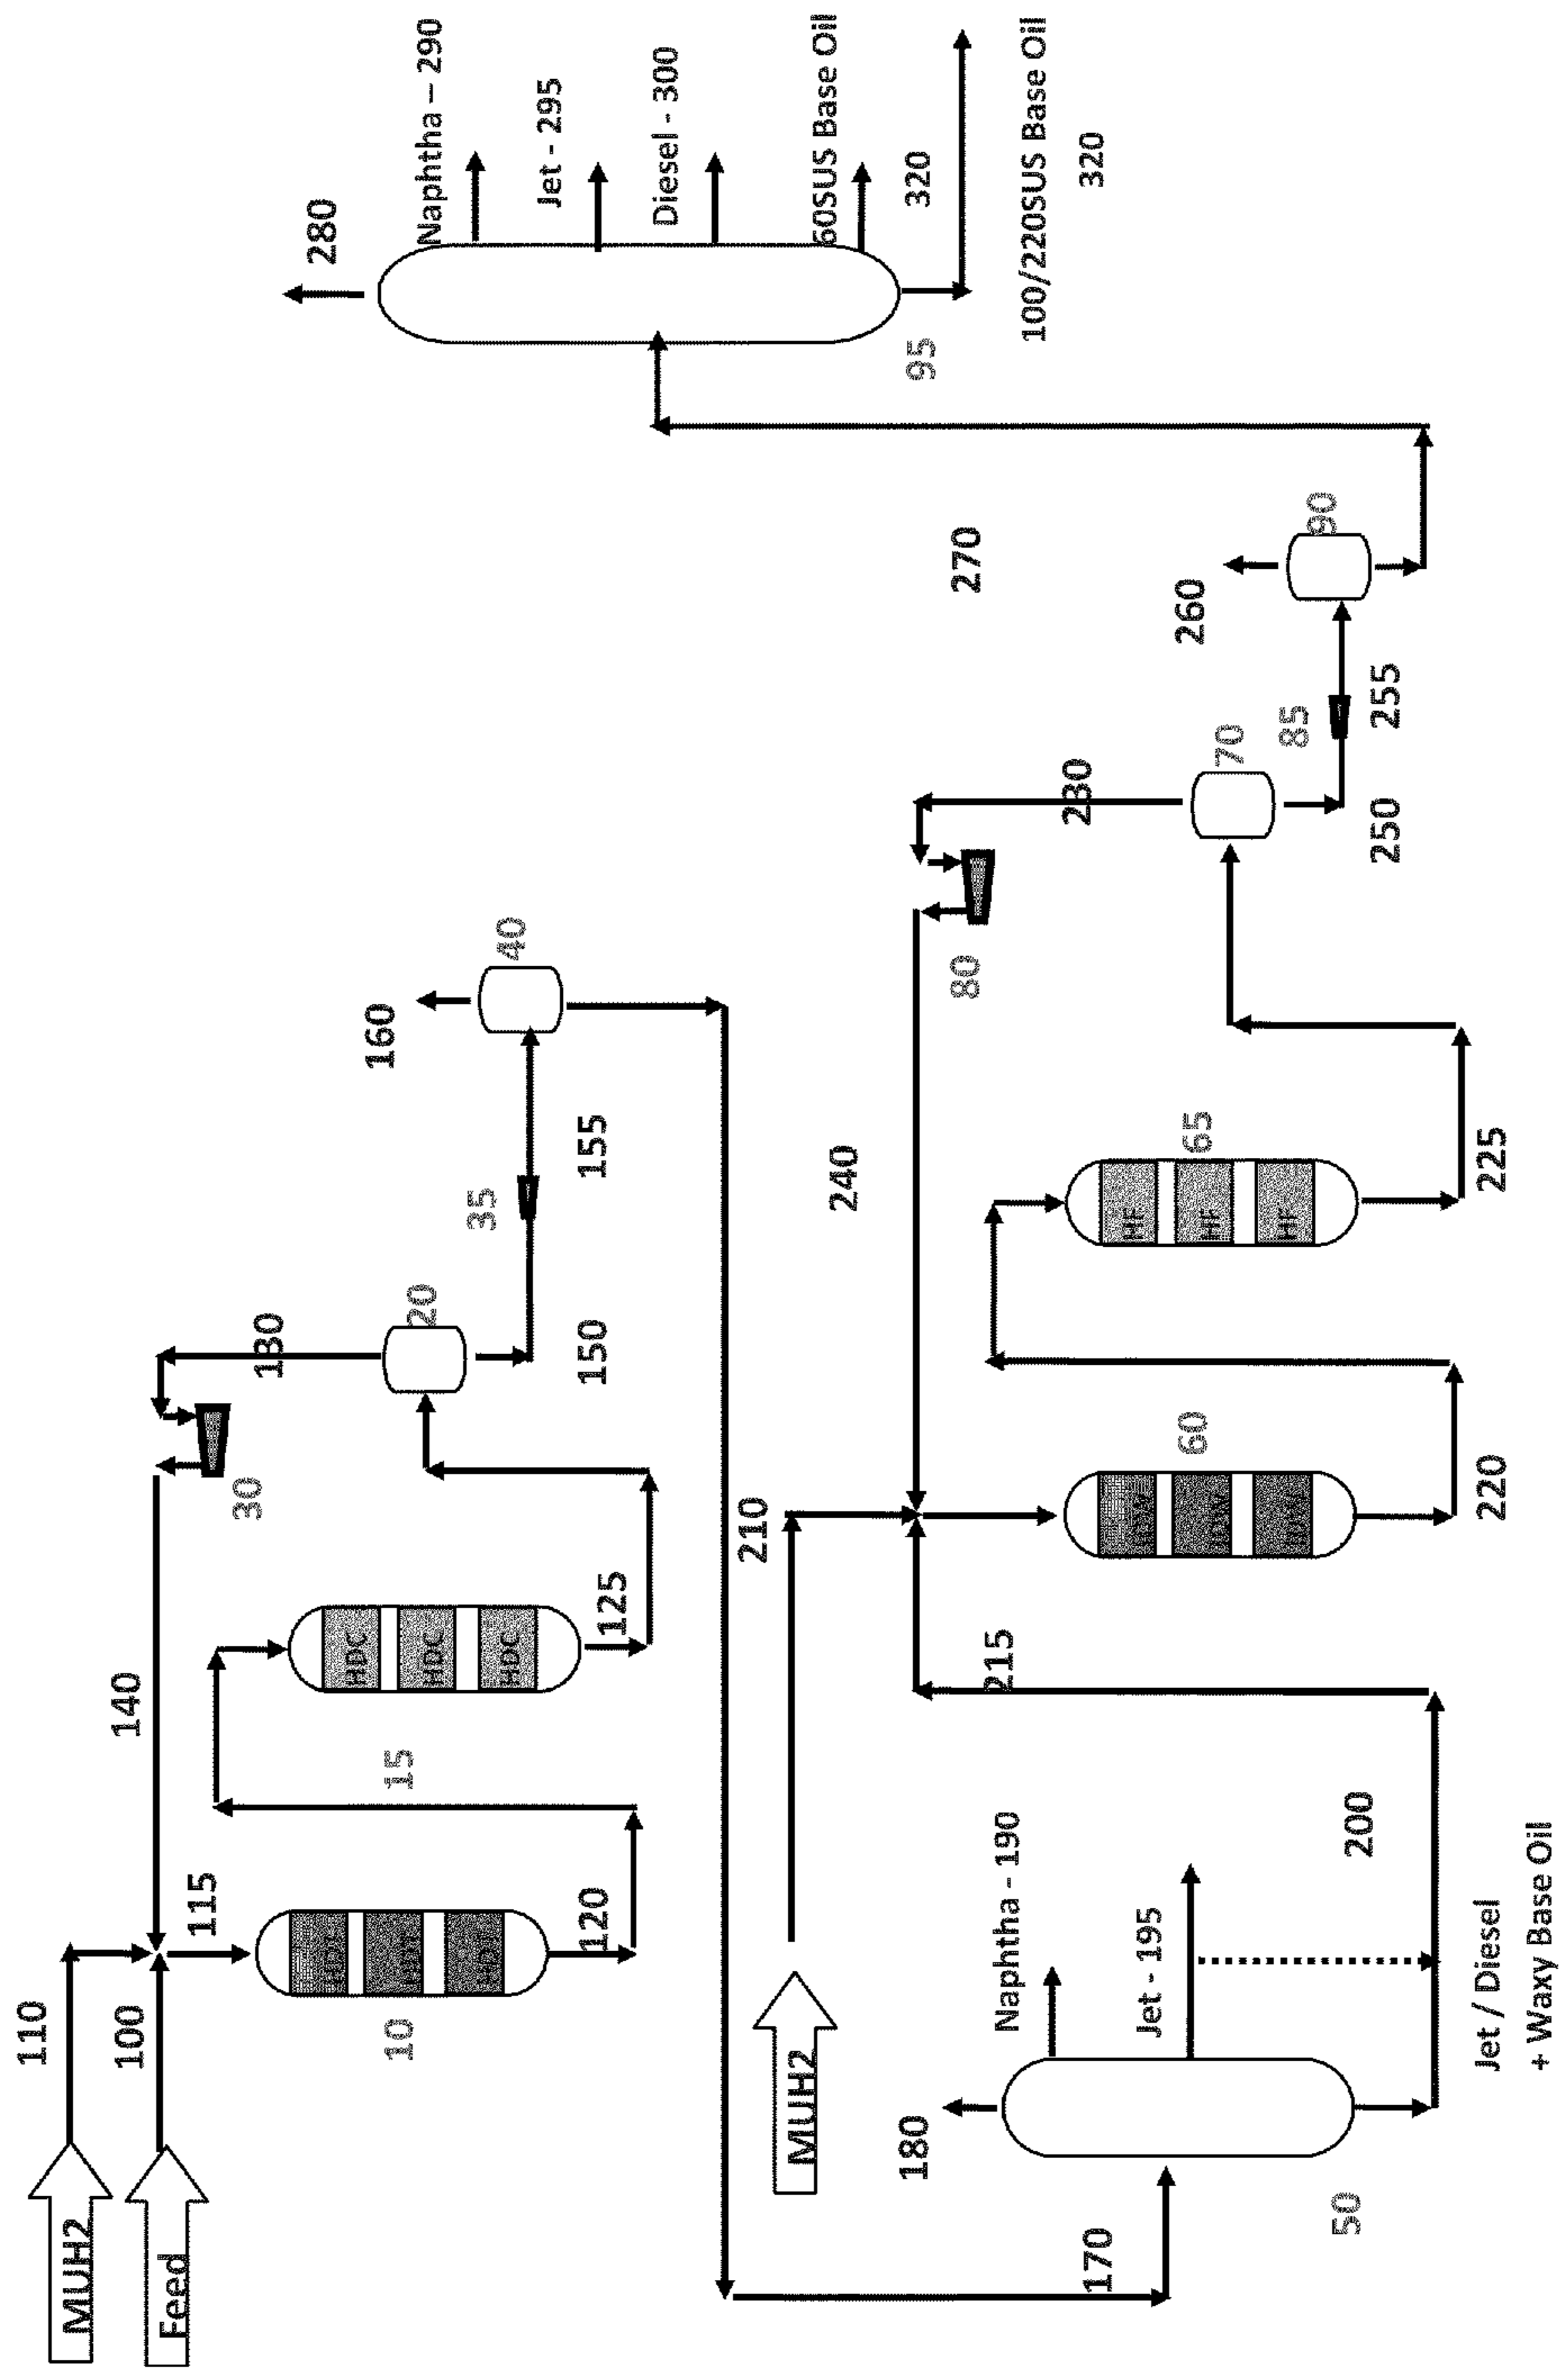 MUH2
110
Feed
100
115
10
HDT
HDT
HDT
120
140
15
HDC
HDC
HDC
125
30
130
20
150
35
155
160
40
170
180
50
Naphtha - 190
Jet - 195
Jet / Diesel
+ Waxy Base Oil
200
MUH2
210
215
60
HDW
HDW
HDW
220
240
HF
HF
HF
65
225
80
230
70
250
85
255
260
90
270
95
280
Naphtha – 290
Jet - 295
Diesel - 300
60SUS Base Oil
320
100/220SUS Base Oil
320